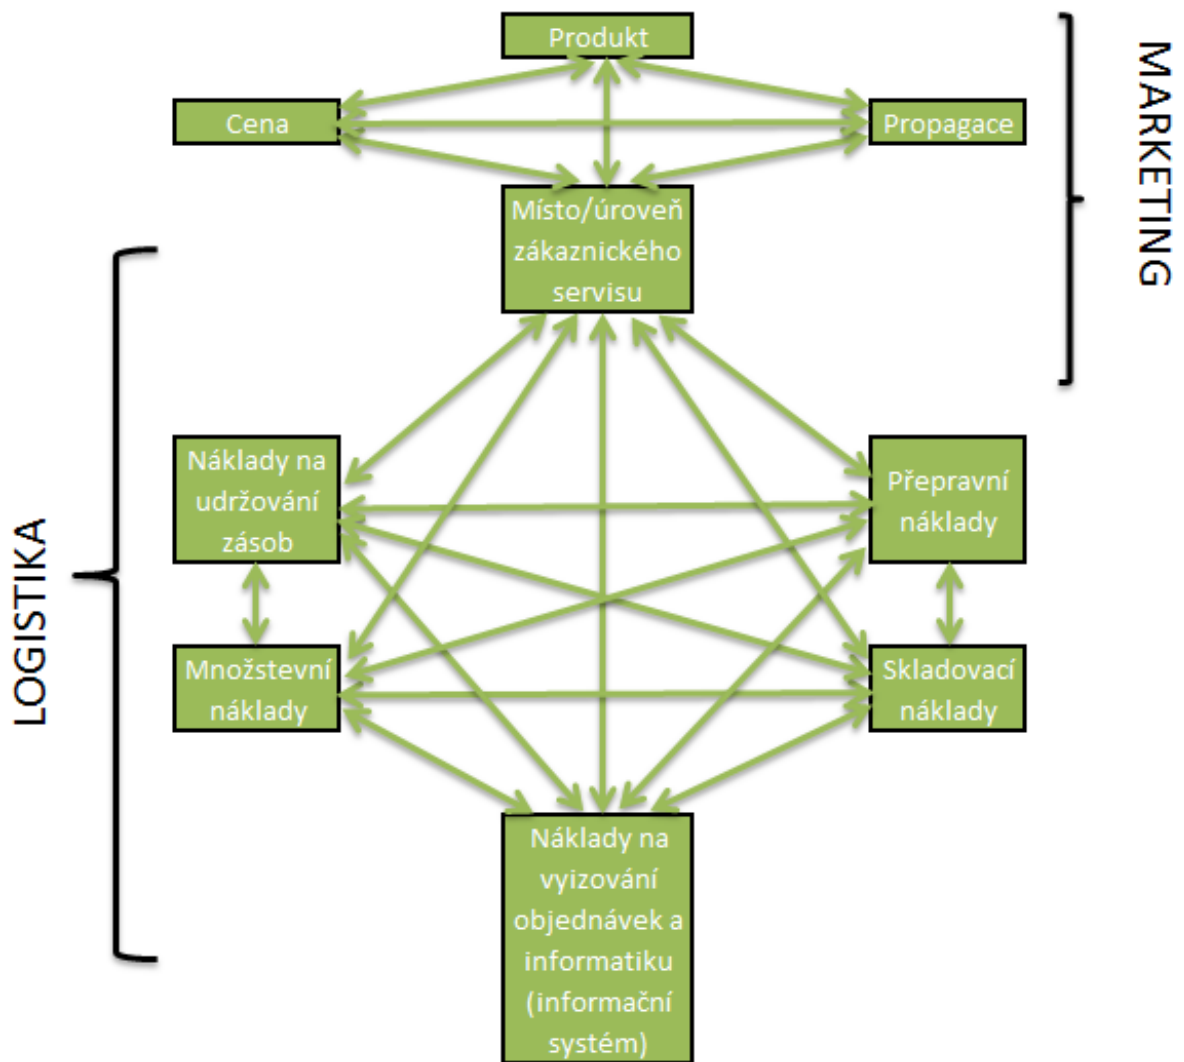 Produkt
Cena
Propagace
MARKETING
Místo/úroveň
zákaznického
servisu
LOGISTIKA
Náklady na
udržování
zásob
Přepravní
náklady
Množstevní
náklady
Skladovací
náklady
Náklady na
vyizování
objednávek a
informatiku
(informační
systém)